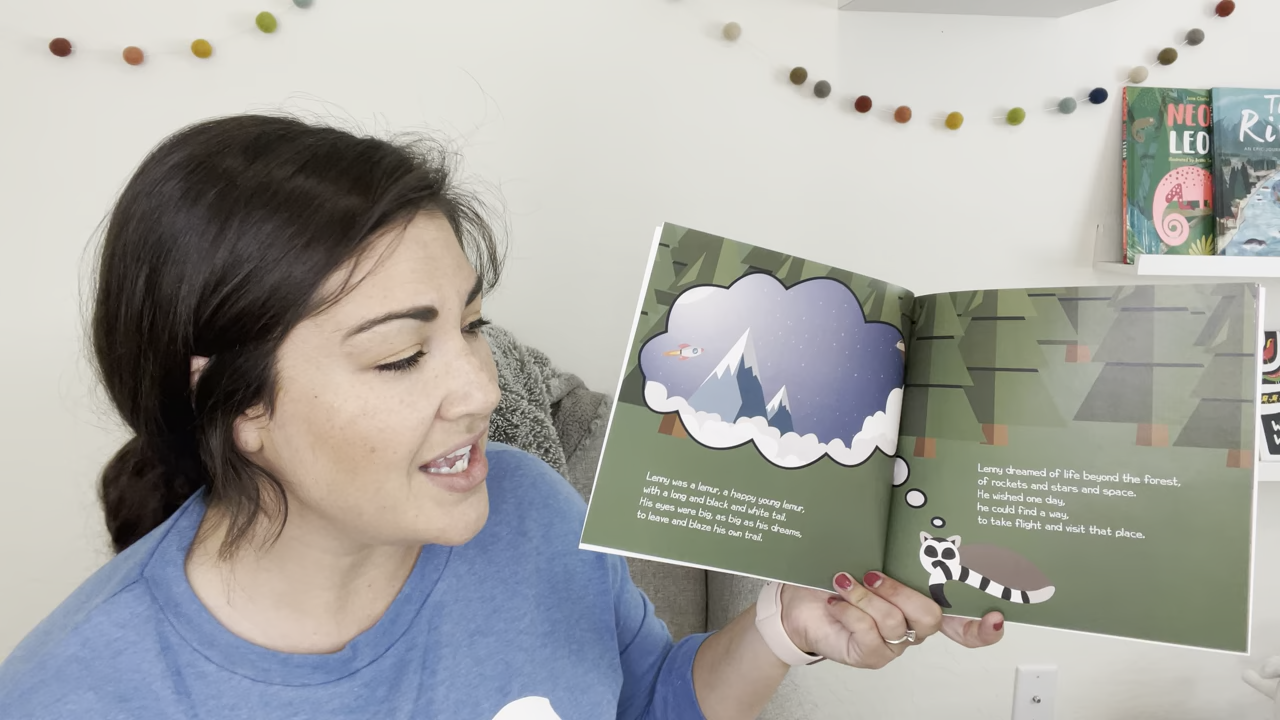 NEO
LEO
Ri
Lenny was a lemur, a happy young lemur,
with a long and black and white tail.
His eyes were big, as big as his dreams,
to leave and blaze his own trail.
Lenny dreamed of life beyond the forest,
of rockets and stars and space.
He wished one day,
he could find a way,
to take flight and visit that place.